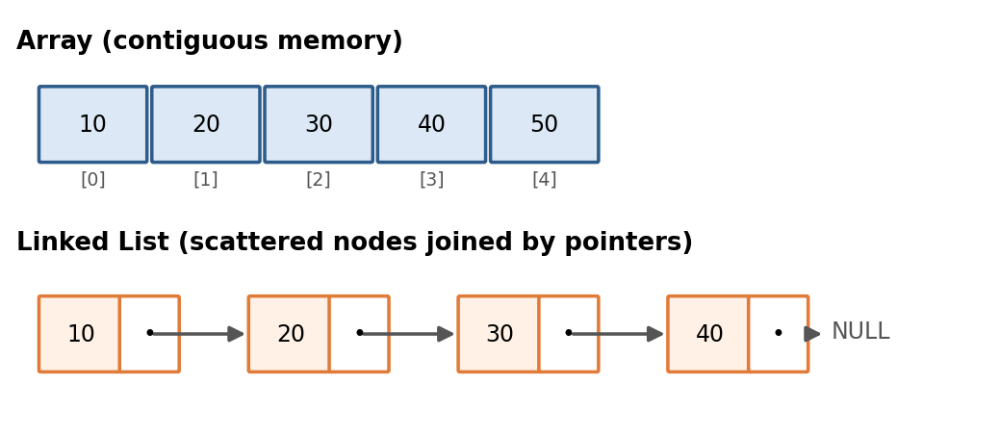 Array (contiguous memory)
10 20 30 40 50
[0] [1] [2] [3] [4]
Linked List (scattered nodes joined by pointers)
10 • 20 • 30 • 40 • NULL